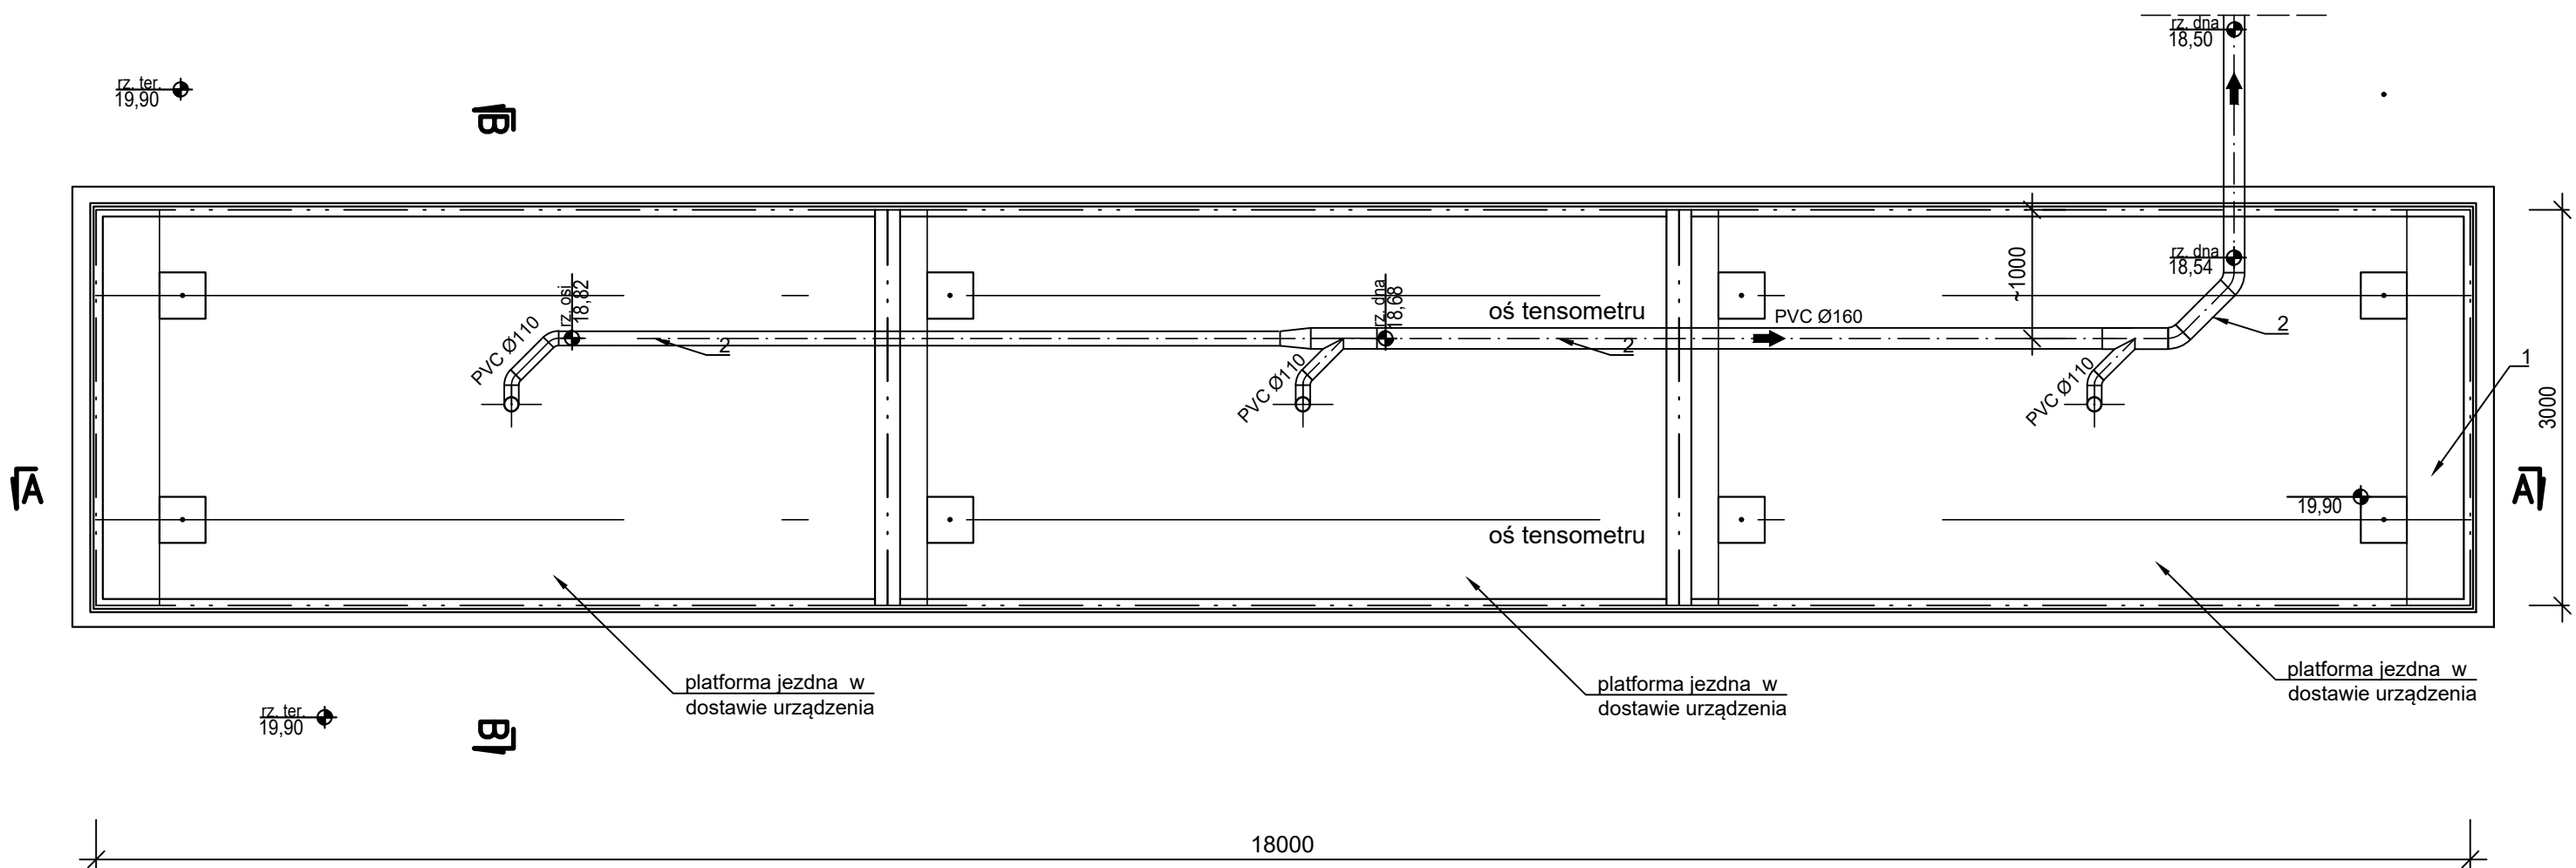 rz. dna
18,50
rz. ter.
19,90
B
rz. dna
18,54
~1000
rz. osi
18,82
rz. dna
18,68
oś tensometru
PVC Ø160
2
2
2
PVC Ø110
PVC Ø110
PVC Ø110
1
3000
A
A
19,90
oś tensometru
platforma jezdna w
dostawie urządzenia
platforma jezdna w
dostawie urządzenia
platforma jezdna w
dostawie urządzenia
rz. ter.
19,90
B
18000